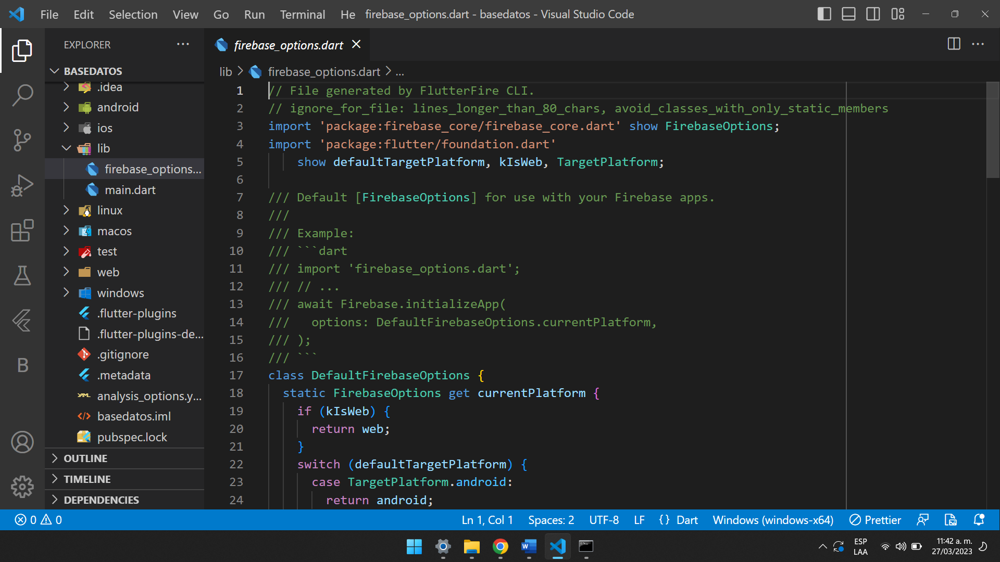 File Edit Selection View Go Run Terminal He firebase_options.dart - basedatos - Visual Studio Code
EXPLORER
BASEDATOS
.idea
android
ios
lib
firebase_options...
main.dart
linux
macos
test
web
windows
.flutter-plugins
.flutter-plugins-de...
.gitignore
.metadata
analysis_options.y...
basedatos.iml
pubspec.lock
OUTLINE
TIMELINE
DEPENDENCIES
firebase_options.dart
lib > firebase_options.dart > ...
1 // File generated by FlutterFire CLI.
2 // ignore_for_file: lines_longer_than_80_chars, avoid_classes_with_only_static_members
3 import 'package:firebase_core/firebase_core.dart' show FirebaseOptions;
4 import 'package:flutter/foundation.dart'
5     show defaultTargetPlatform, kIsWeb, TargetPlatform;
6
7 /// Default [FirebaseOptions] for use with your Firebase apps.
8 ///
9 /// Example:
10 /// ```dart
11 /// import 'firebase_options.dart';
12 /// // ...
13 /// await Firebase.initializeApp(
14 ///   options: DefaultFirebaseOptions.currentPlatform,
15 /// );
16 /// ```
17 class DefaultFirebaseOptions {
18   static FirebaseOptions get currentPlatform {
19     if (kIsWeb) {
20       return web;
21     }
22     switch (defaultTargetPlatform) {
23       case TargetPlatform.android:
24         return android;
B
0 0
Ln 1, Col 1 Spaces: 2 UTF-8 LF {} Dart Windows (windows-x64) Prettier
ESP
LAA
11:42 a. m.
27/03/2023